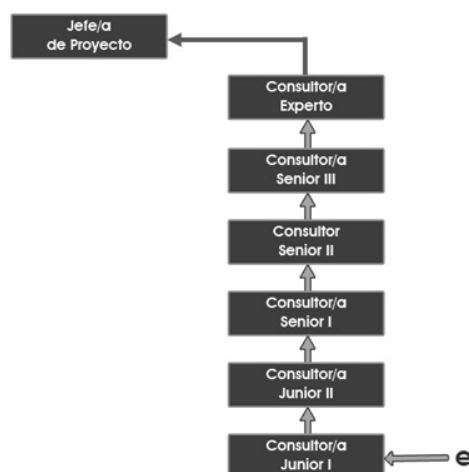 Jefe/a
de Proyecto
Consultor/a
Experto
Consultor/a
Senior III
Consultor
Senior II
Consultor/a
Senior I
Consultor/a
Junior II
Consultor/a
Junior I
e